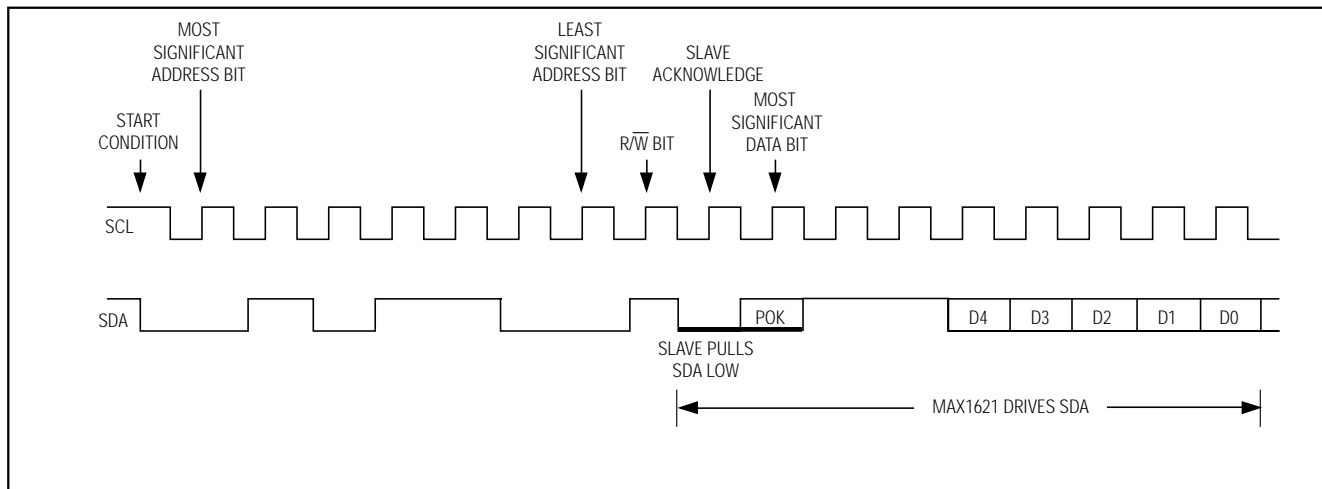 MOST
SIGNIFICANT
ADDRESS BIT
LEAST
SIGNIFICANT
ADDRESS BIT
SLAVE
ACKNOWLEDGE
MOST
SIGNIFICANT
DATA BIT
START
CONDITION
R/W̅ BIT
SCL
SDA
POK
D4
D3
D2
D1
D0
SLAVE PULLS
SDA LOW
MAX1621 DRIVES SDA